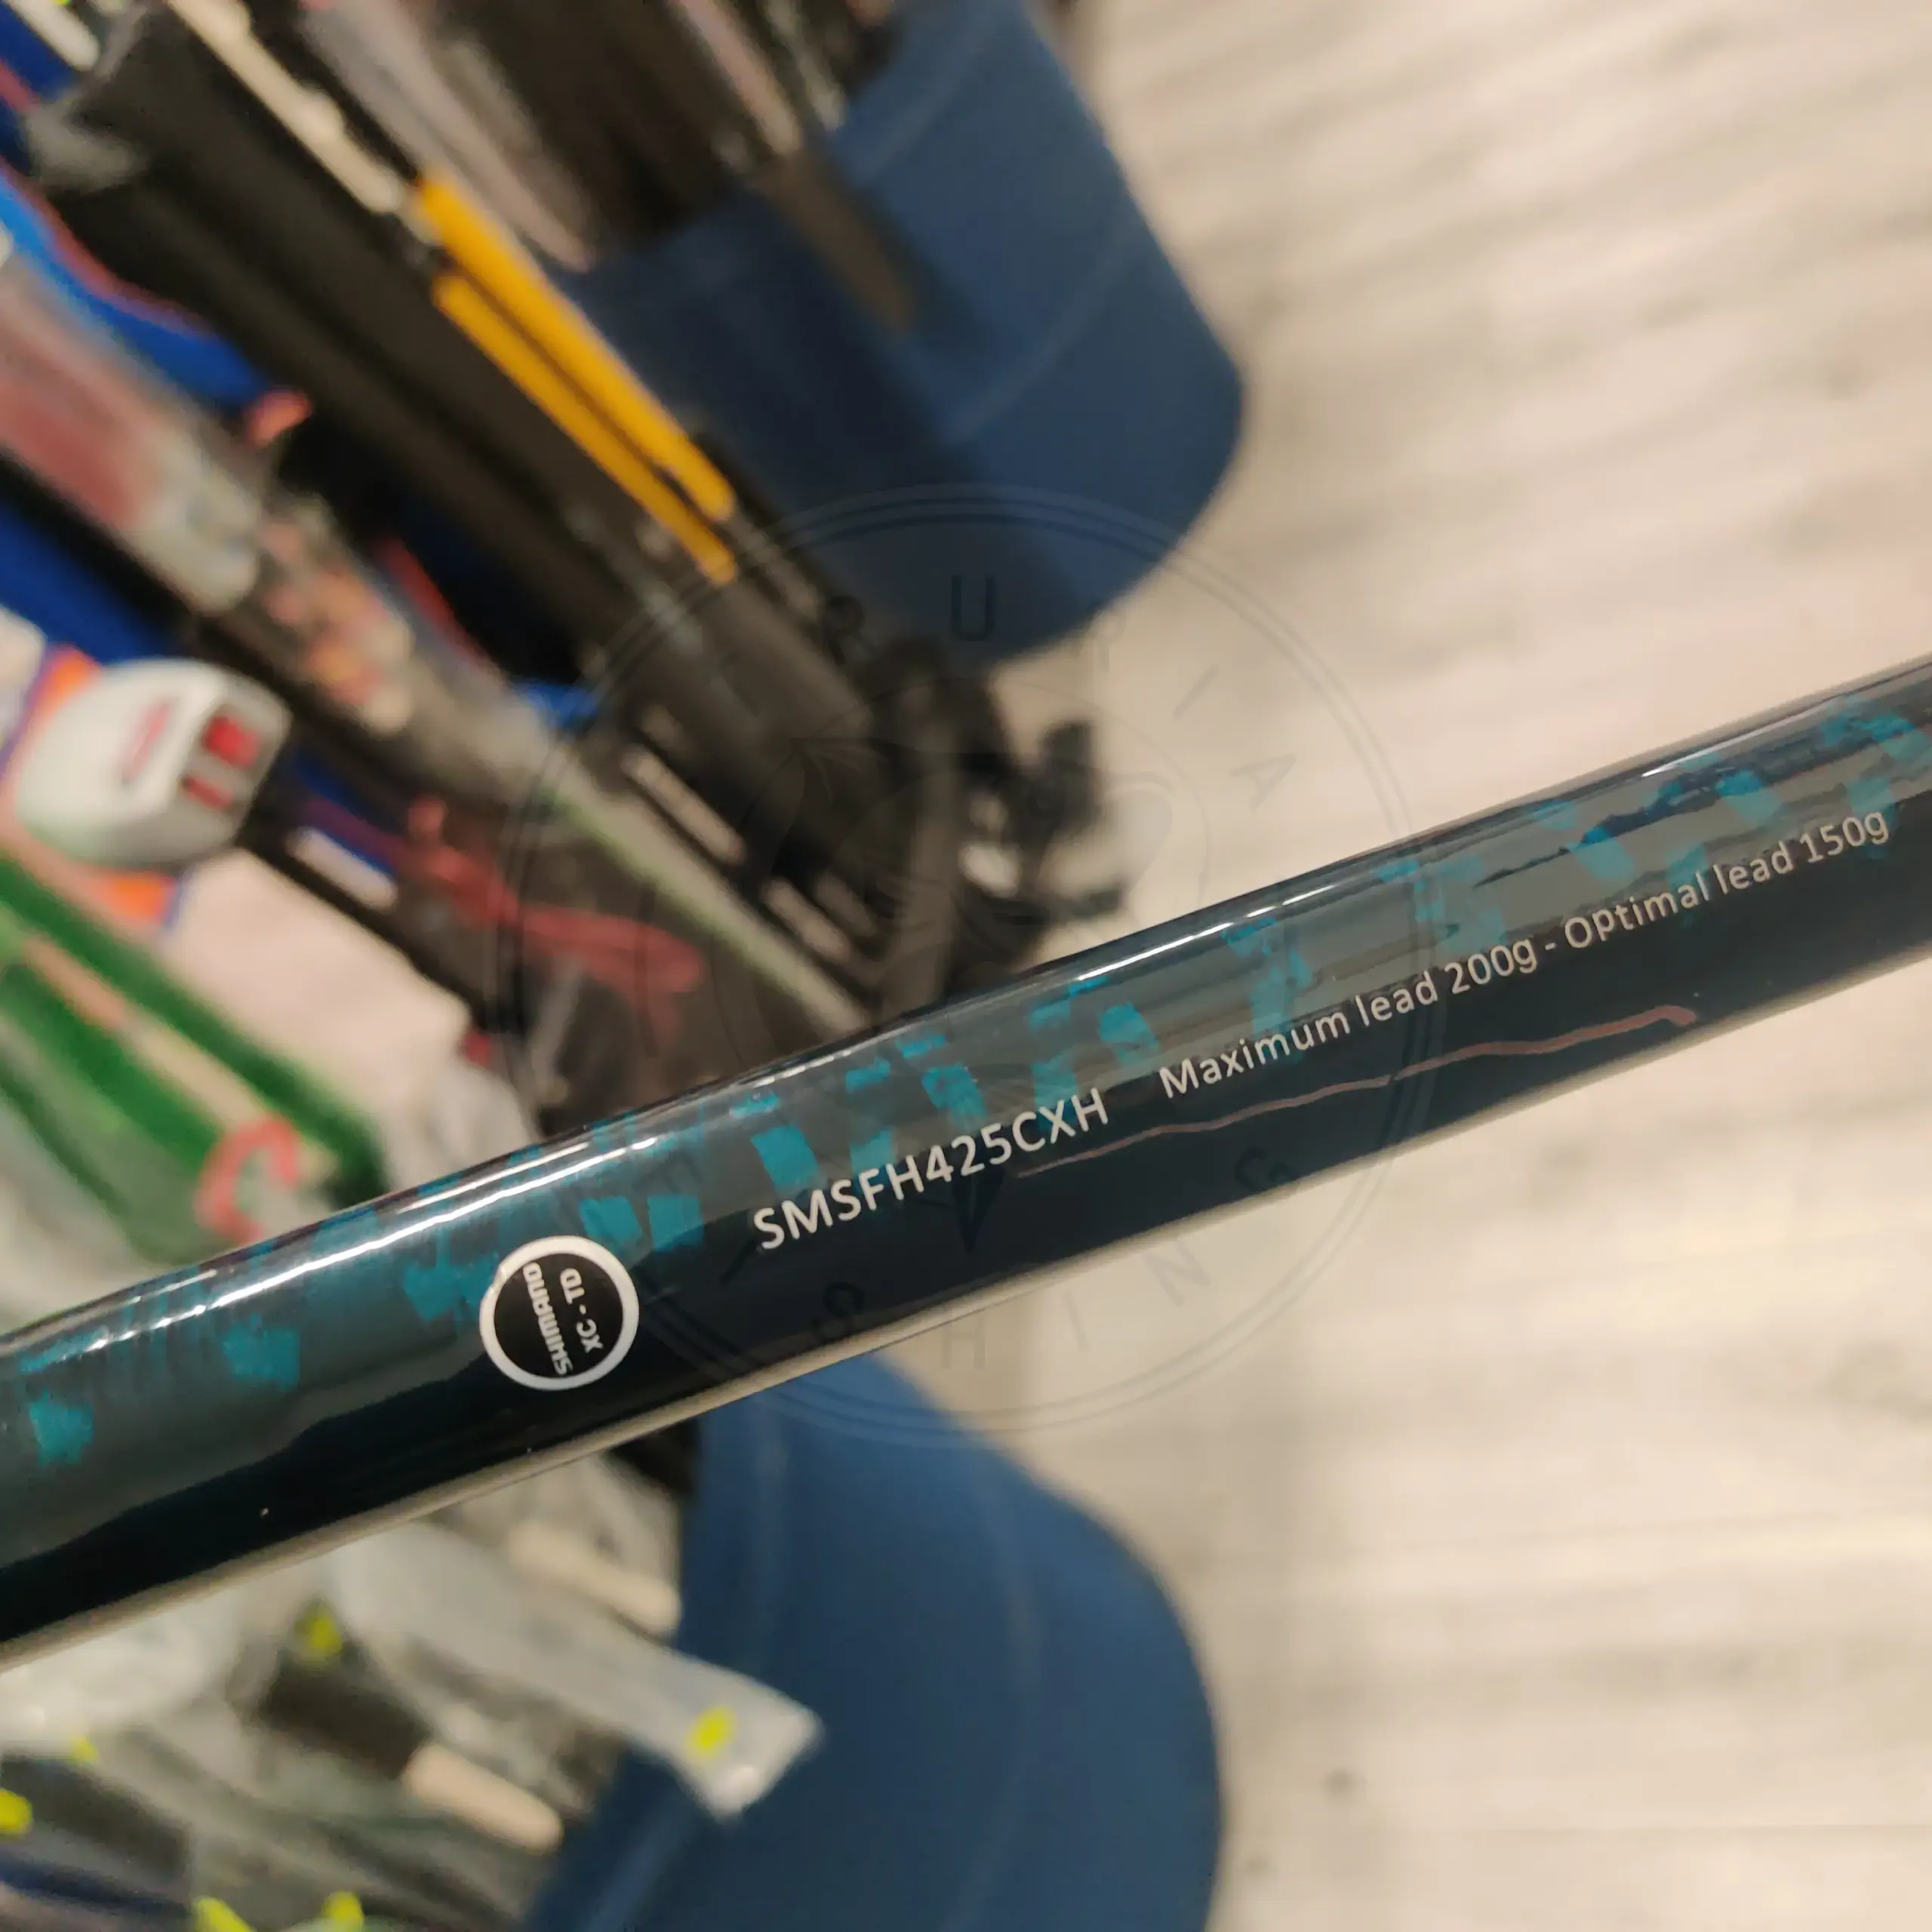 SMSFH425CXH Maximum lead 200g - Optimal lead 150g
SHIMANO
XC - TD